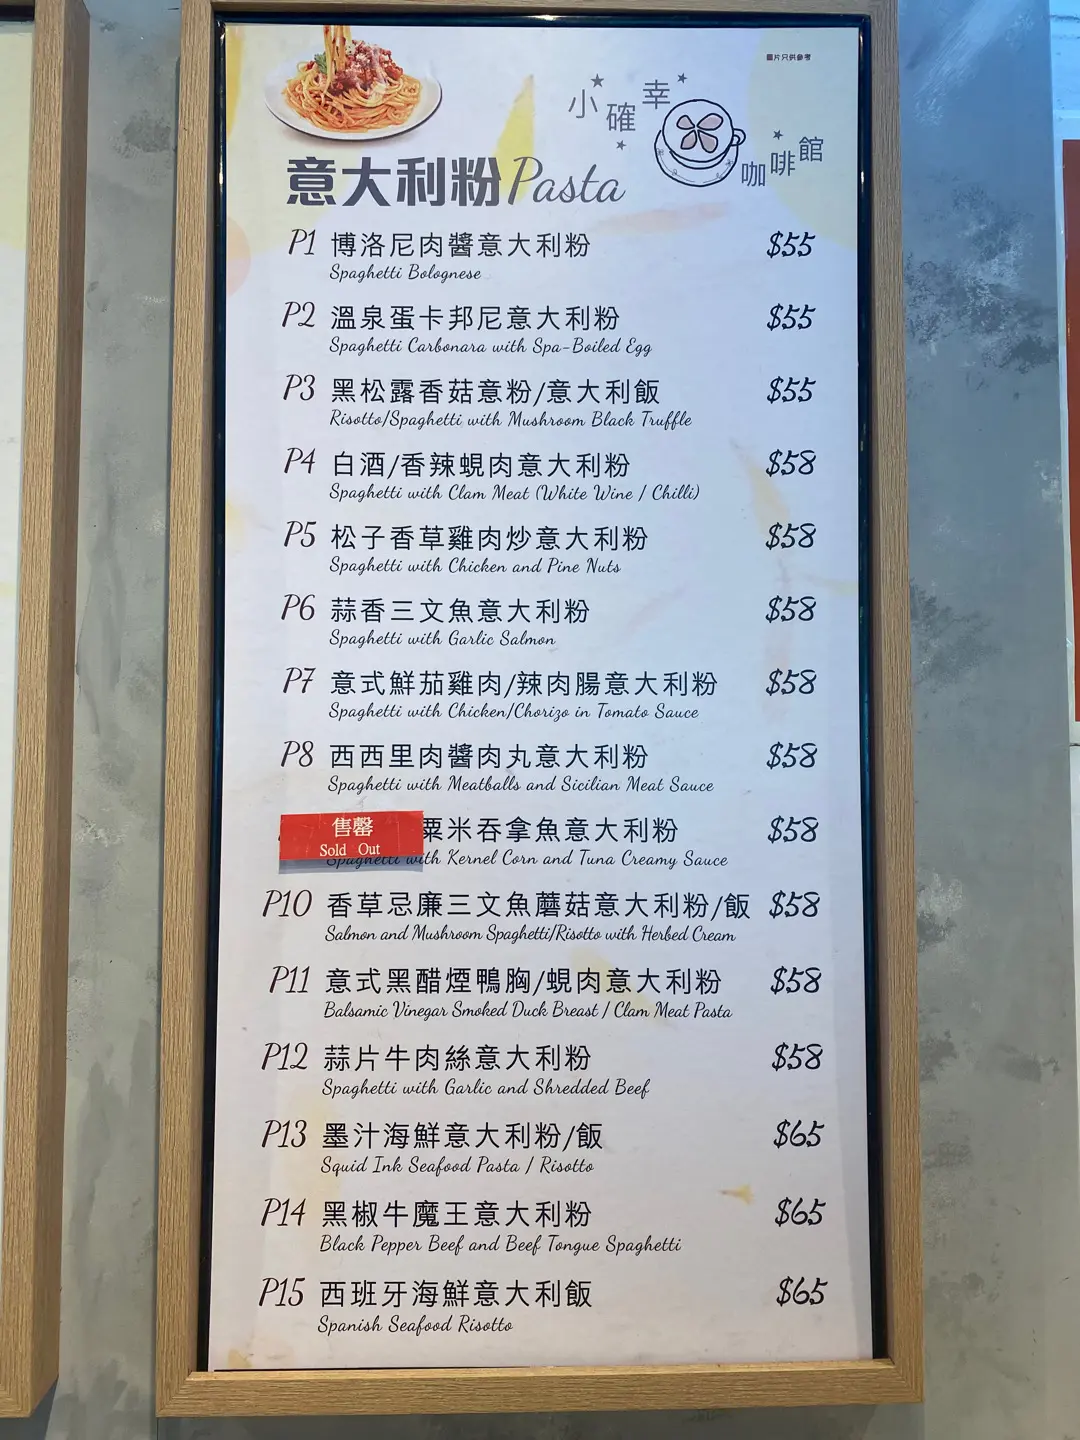 圖片只供參考
小確幸
咖啡館
意大利粉 Pasta
P1 博洛尼肉醬意大利粉 $55
Spaghetti Bolognese
P2 溫泉蛋卡邦尼意大利粉 $55
Spaghetti Carbonara with Spa-Boiled Egg
P3 黑松露香菇意粉/意大利飯 $55
Risotto/Spaghetti with Mushroom Black Truffle
P4 白酒/香辣蜆肉意大利粉 $58
Spaghetti with Clam Meat (White Wine / Chilli)
P5 松子香草雞肉炒意大利粉 $58
Spaghetti with Chicken and Pine Nuts
P6 蒜香三文魚意大利粉 $58
Spaghetti with Garlic Salmon
P7 意式鮮茄雞肉/辣肉腸意大利粉 $58
Spaghetti with Chicken/Chorizo in Tomato Sauce
P8 西西里肉醬肉丸意大利粉 $58
Spaghetti with Meatballs and Sicilian Meat Sauce
售罄
Sold Out
粟米吞拿魚意大利粉 $58
Spaghetti with Kernel Corn and Tuna Creamy Sauce
P10 香草忌廉三文魚蘑菇意大利粉/飯 $58
Salmon and Mushroom Spaghetti/Risotto with Herbed Cream
P11 意式黑醋煙鴨胸/蜆肉意大利粉 $58
Balsamic Vinegar Smoked Duck Breast / Clam Meat Pasta
P12 蒜片牛肉絲意大利粉 $58
Spaghetti with Garlic and Shredded Beef
P13 墨汁海鮮意大利粉/飯 $65
Squid Ink Seafood Pasta / Risotto
P14 黑椒牛魔王意大利粉 $65
Black Pepper Beef and Beef Tongue Spaghetti
P15 西班牙海鮮意大利飯 $65
Spanish Seafood Risotto